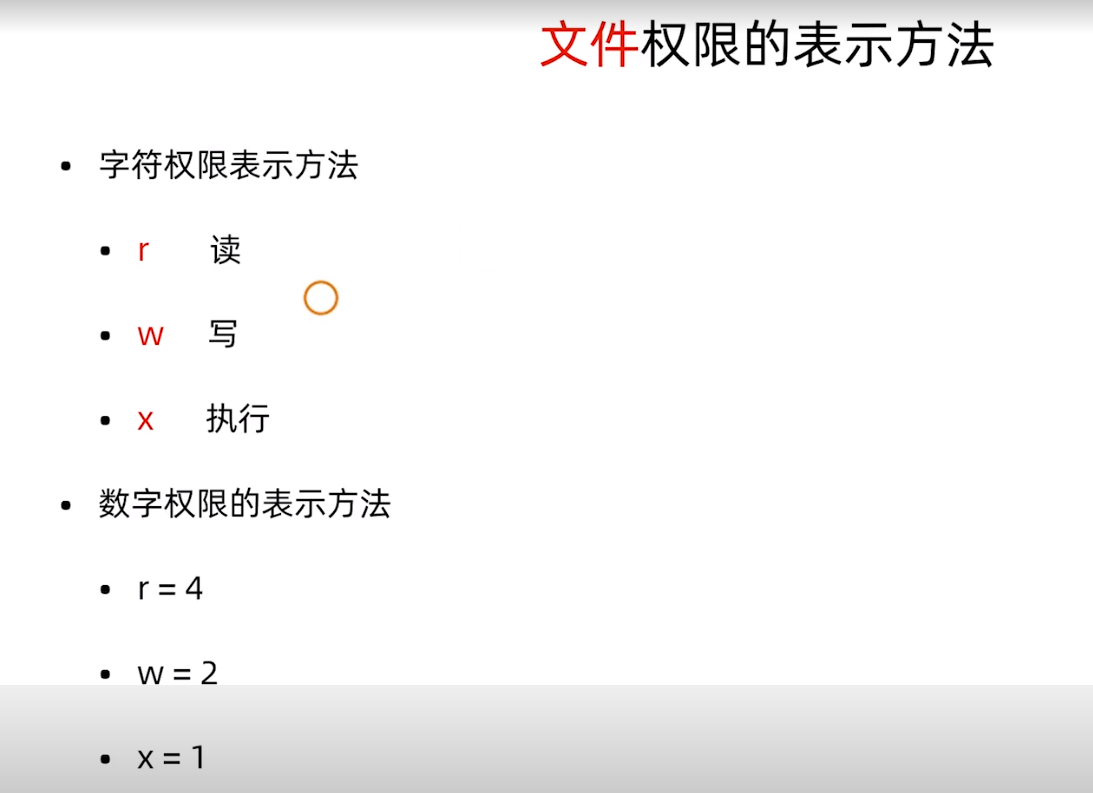 文件权限的表示方法
• 字符权限表示方法
• r 读
• w 写
• x 执行
• 数字权限的表示方法
• r = 4
• w = 2
• x = 1